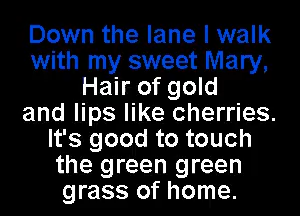 Down the lane I walk
with my sweet Mary,
Hair of gold
and lips like cherries.
It's good to touch
the green green
grass of home.